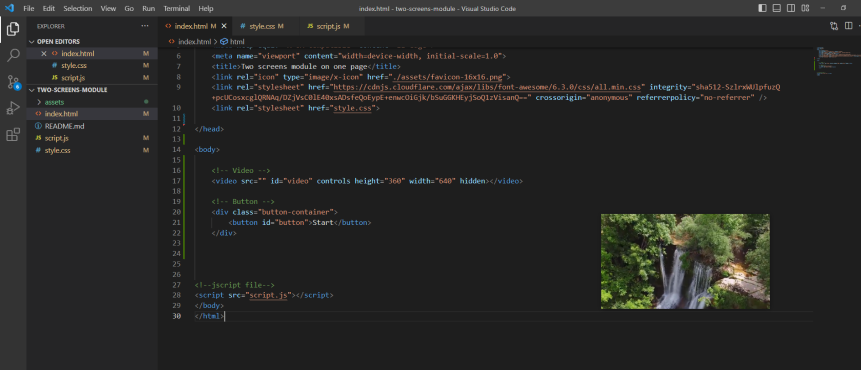 File Edit Selection View Go Run Terminal Help
index.html - two-screens-module - Visual Studio Code
EXPLORER
OPEN EDITORS
index.html M
style.css M
script.js M
TWO-SCREENS-MODULE
assets
index.html M
README.md
script.js M
style.css M
index.html M style.css M script.js M
index.html > html
6 <meta name="viewport" content="width=device-width, initial-scale=1.0">
7 <title>Two screens module on one page</title>
8 <link rel="icon" type="image/x-icon" href="./assets/favicon-16x16.png">
9 <link rel="stylesheet" href="https://cdnjs.cloudflare.com/ajax/libs/font-awesome/6.3.0/css/all.min.css" integrity="
crossorigin="anonymous" referrerpolicy="no-referrer" />
10 <link rel="stylesheet" href="style.css">
11
12 </head>
13
14 <body>
15
16 <!-- Video -->
17 <video src="" id="video" controls height="360" width="640" hidden></video>
18
19 <!-- Button -->
20 <div class="button-container">
21 <button id="button">Start</button>
22 </div>
23
24
25
26
27 <!--jscript file-->
28 <script src="script.js"></script>
29 </body>
30 </html>